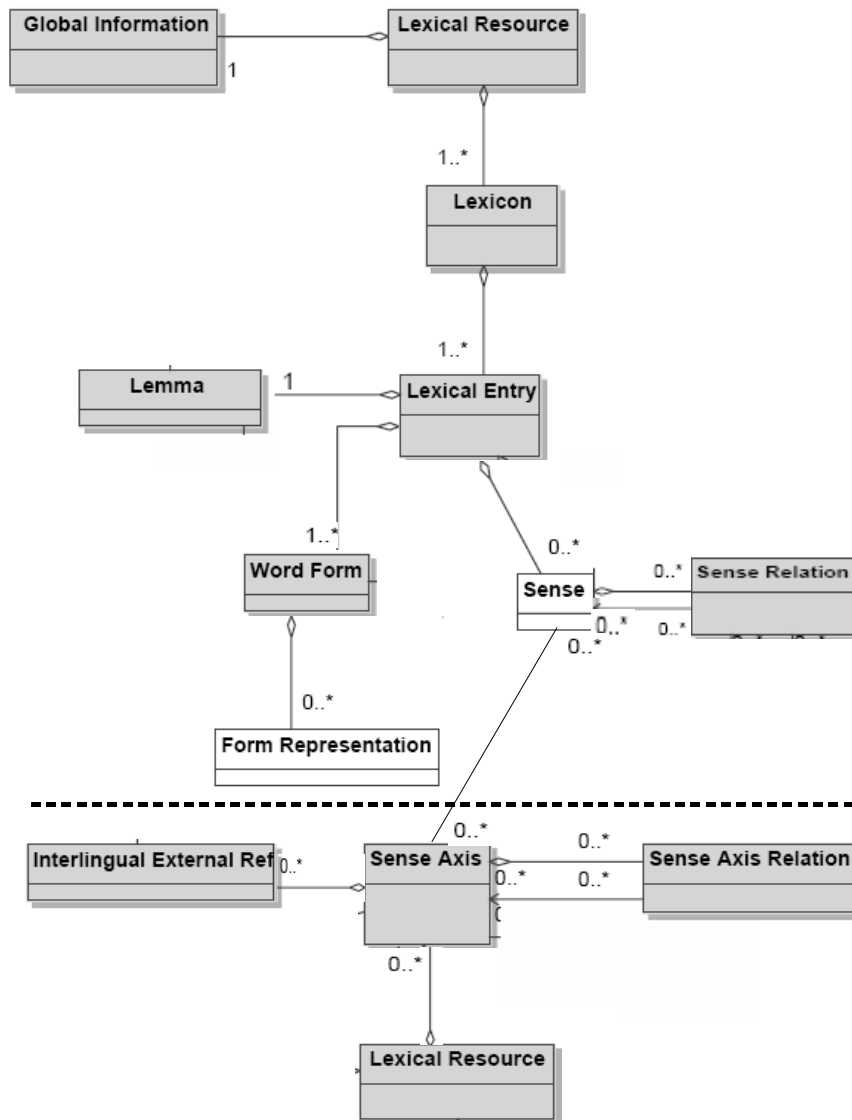 Global Information
Lexical Resource
1
1..*
Lexicon
1..*
Lemma
1
Lexical Entry
1..*
0..*
Word Form
Sense
0..*
Sense Relation
0..*
0..*
0..*
0..*
Form Representation
0..*
Interlingual External Ref
0..*
Sense Axis
0..*
Sense Axis Relation
0..*
0..*
0..*
Lexical Resource